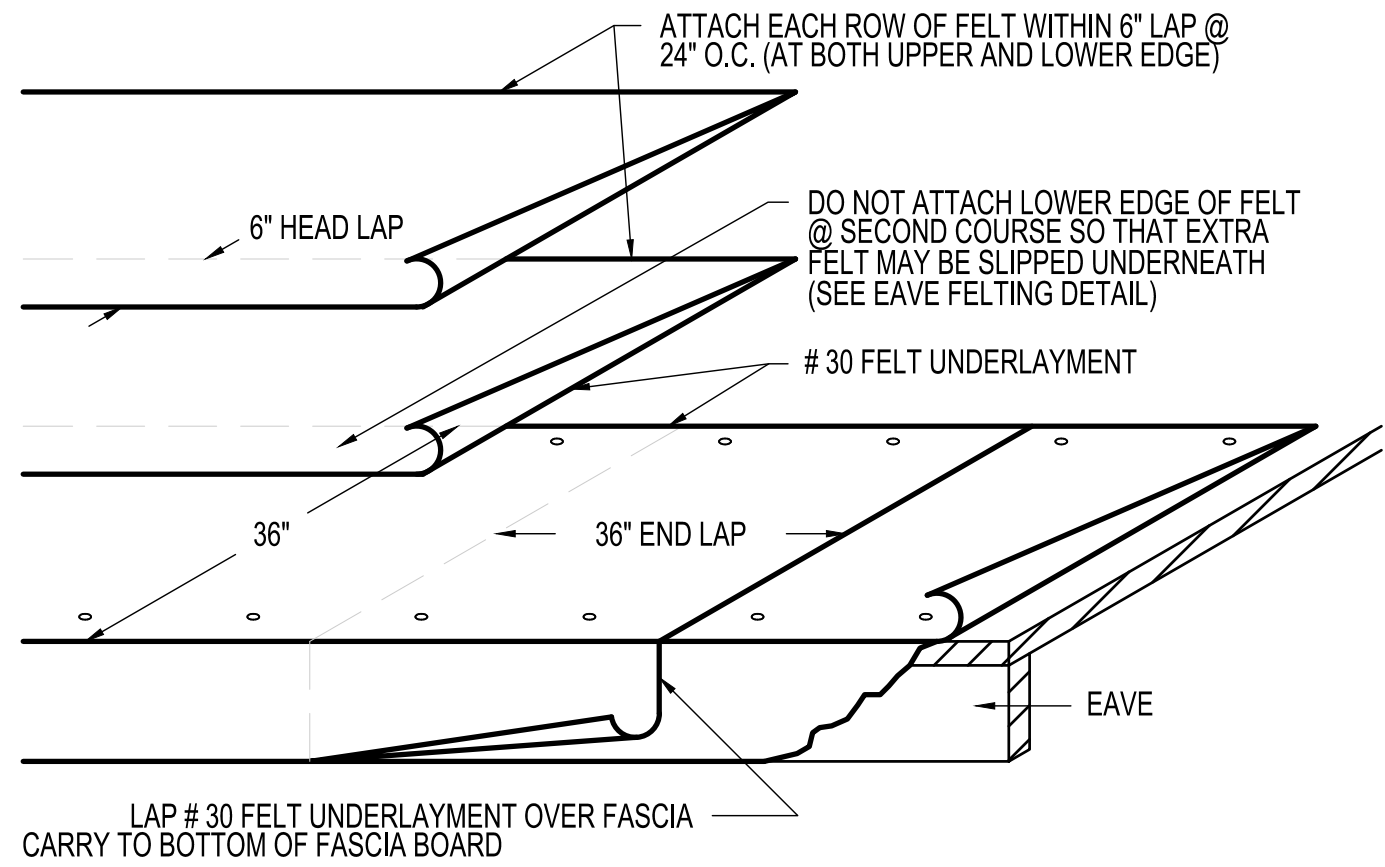 ATTACH EACH ROW OF FELT WITHIN 6" LAP @
24" O.C. (AT BOTH UPPER AND LOWER EDGE)
6" HEAD LAP
DO NOT ATTACH LOWER EDGE OF FELT
@ SECOND COURSE SO THAT EXTRA
FELT MAY BE SLIPPED UNDERNEATH
(SEE EAVE FELTING DETAIL)
# 30 FELT UNDERLAYMENT
36"
36" END LAP
EAVE
LAP # 30 FELT UNDERLAYMENT OVER FASCIA
CARRY TO BOTTOM OF FASCIA BOARD